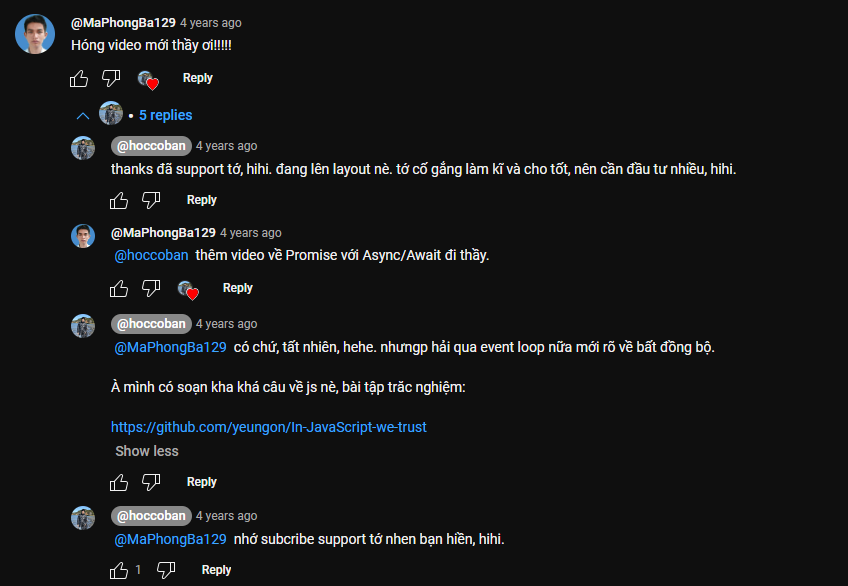 @MaPhongBa129 4 years ago
Hóng video mới thầy ơi!!!!!
Reply
• 5 replies
@hoccoban 4 years ago
thanks đã support tớ, hihi. đang lên layout nè. tớ cố gắng làm kĩ và cho tốt, nên cần đầu tư nhiều, hihi.
Reply
@MaPhongBa129 4 years ago
@hoccoban thêm video về Promise với Async/Await đi thầy.
Reply
@hoccoban 4 years ago
@MaPhongBa129 có chứ, tất nhiên, hehe. nhưngp hải qua event loop nữa mới rõ về bất đồng bộ.
À mình có soạn kha khá câu về js nè, bài tập trăc nghiệm:
https://github.com/yeungon/In-JavaScript-we-trust
Show less
Reply
@hoccoban 4 years ago
@MaPhongBa129 nhớ subcribe support tớ nhen bạn hiền, hihi.
1 Reply